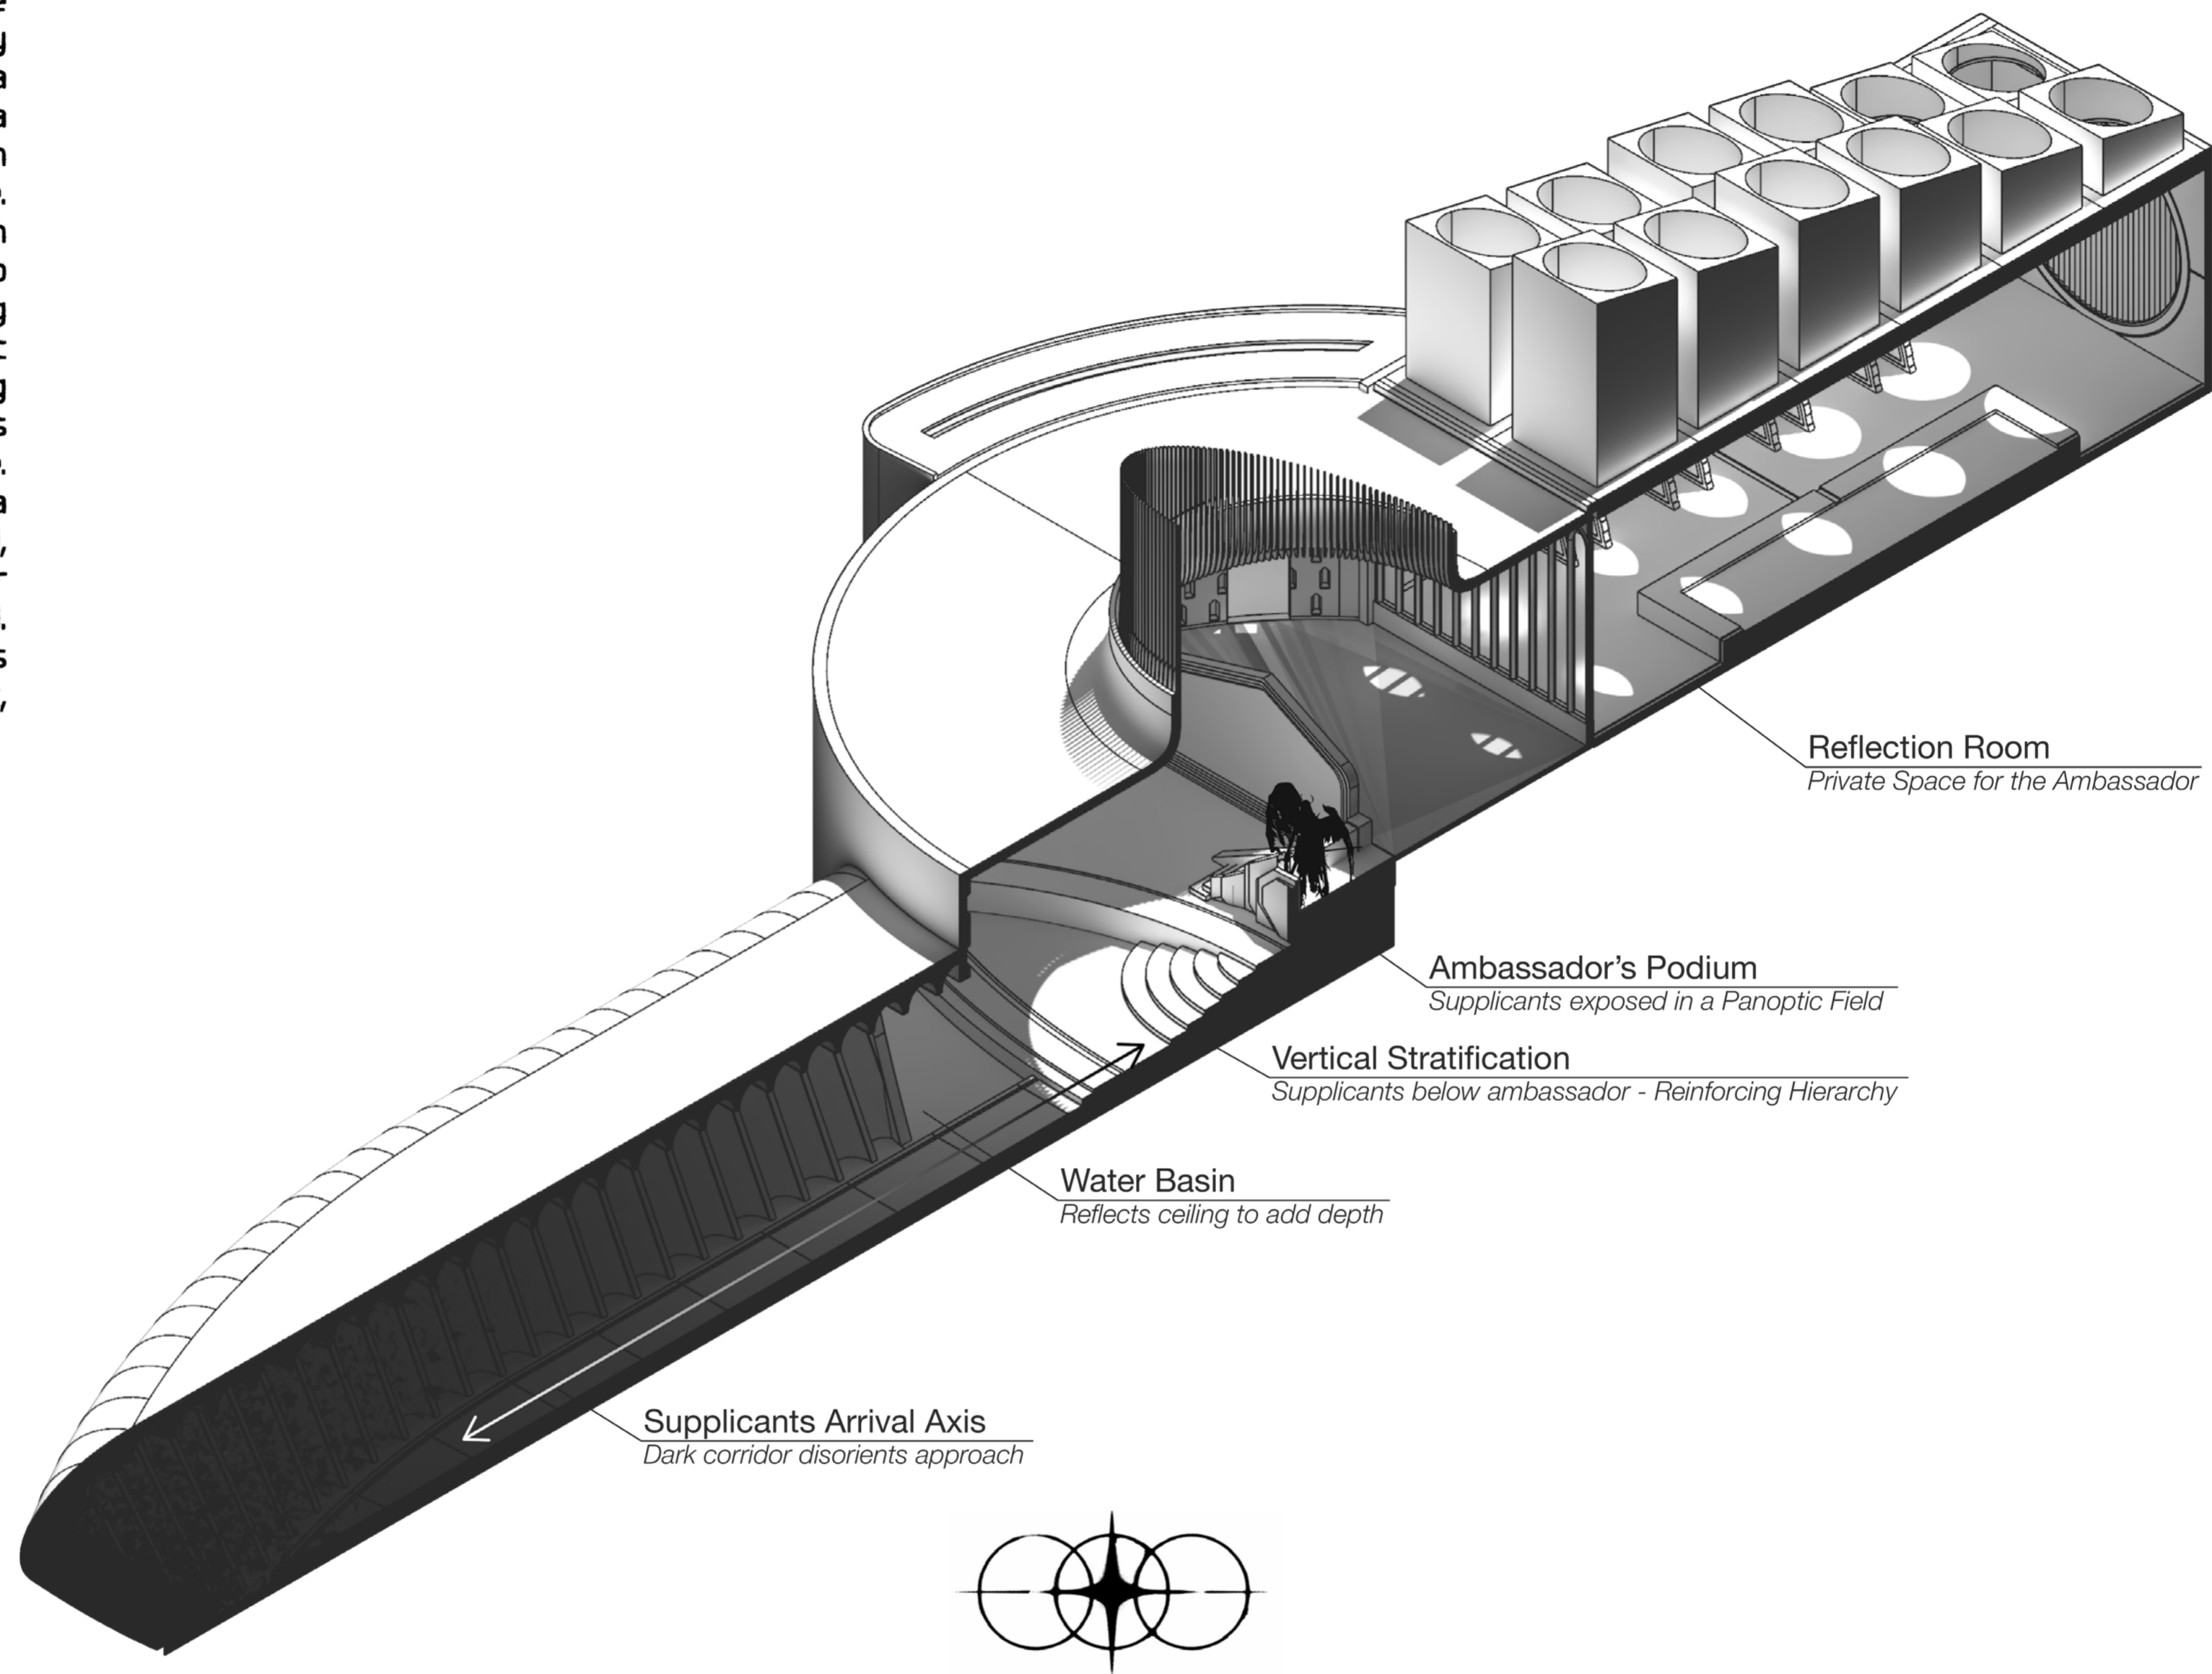 Reflection Room
Private Space for the Ambassador
Ambassador's Podium
Supplicants exposed in a Panoptic Field
Vertical Stratification
Supplicants below ambassador - Reinforcing Hierarchy
Water Basin
Reflects ceiling to add depth
Supplicants Arrival Axis
Dark corridor disorients approach